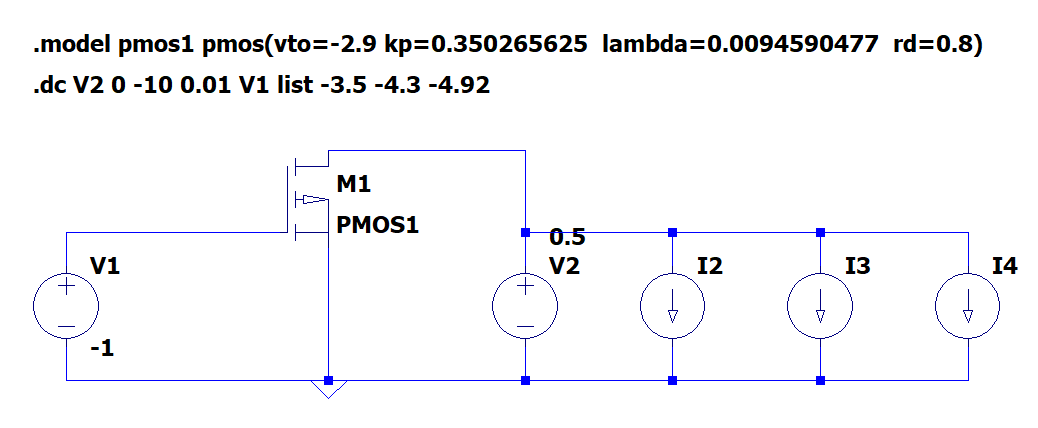 .model pmos1 pmos(vto=-2.9 kp=0.350265625  lambda=0.0094590477  rd=0.8)
.dc V2 0 -10 0.01 V1 list -3.5 -4.3 -4.92
M1
PMOS1
V1
-1
0.5
V2
I2
I3
I4